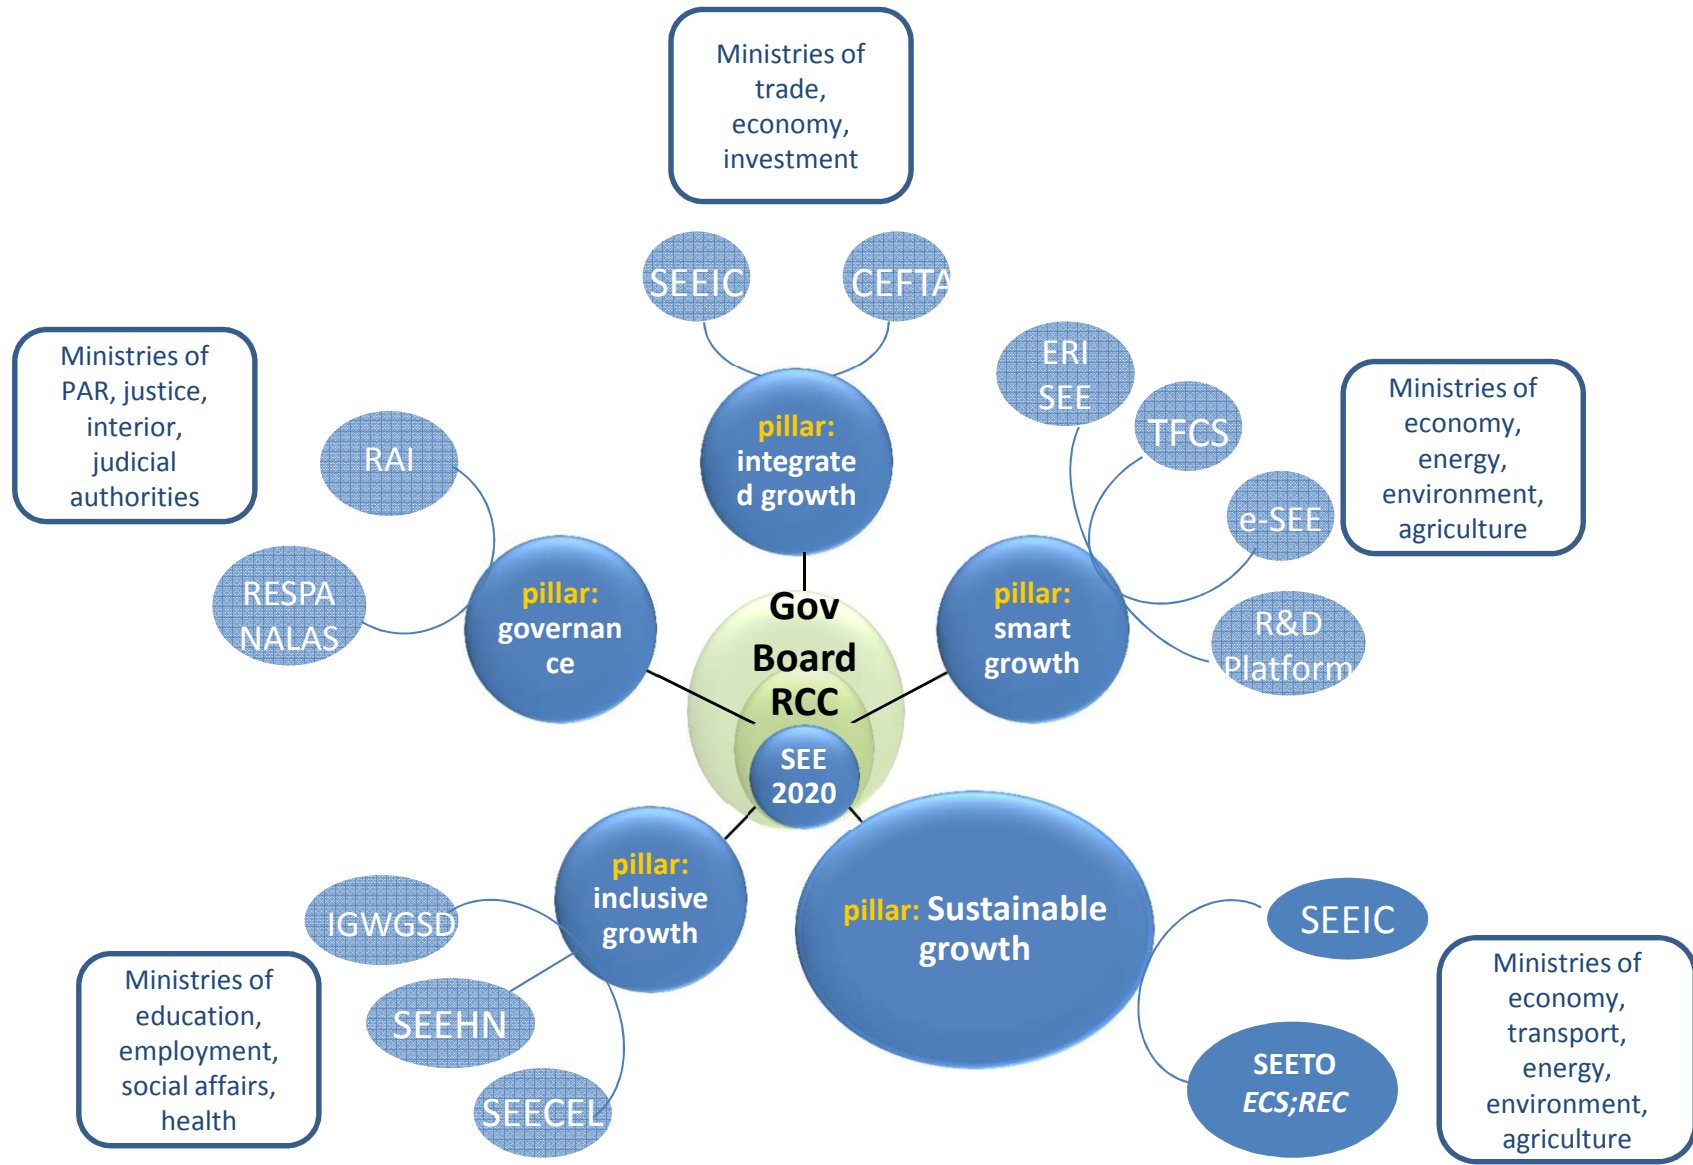 Ministries of
trade,
economy,
investment
SEEIC
CEFTA
pillar:
integrate
d growth
Ministries of
PAR, justice,
interior,
judicial
authorities
RAI
RESPA
NALAS
pillar:
governan
ce
ERI
SEE
TFCS
e-SEE
R&D
Platform
pillar:
smart
growth
Ministries of
economy,
energy,
environment,
agriculture
Gov
Board
RCC
SEE
2020
pillar:
inclusive
growth
IGWGSD
SEEHN
SEECEL
Ministries of
education,
employment,
social affairs,
health
pillar: Sustainable
growth
SEEIC
SEETO
ECS;REC
Ministries of
economy,
transport,
energy,
environment,
agriculture